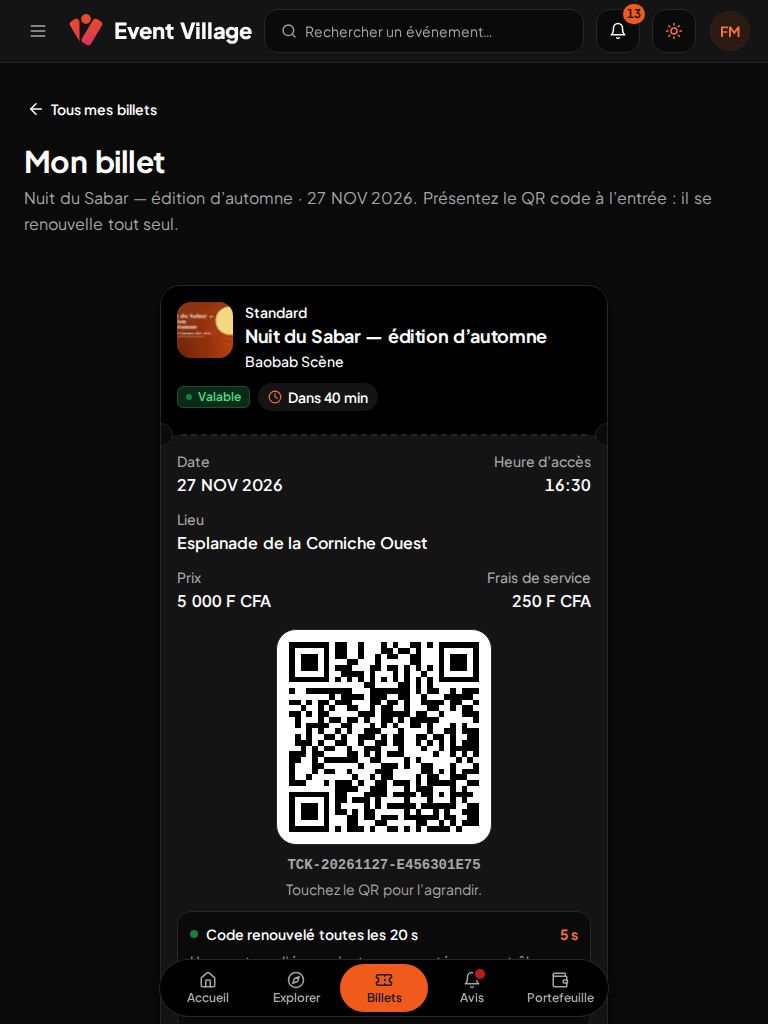 Event Village
Rechercher un événement…
13
FM
Tous mes billets
Mon billet
Nuit du Sabar — édition d’automne · 27 NOV 2026. Présentez le QR code à l’entrée : il se
renouvelle tout seul.
Standard
Nuit du Sabar — édition d’automne
Baobab Scène
Valable
Dans 40 min
Date
Heure d’accès
27 NOV 2026
16:30
Lieu
Esplanade de la Corniche Ouest
Prix
Frais de service
5 000 F CFA
250 F CFA
TCK-20261127-E456301E75
Touchez le QR pour l’agrandir.
Code renouvelé toutes les 20 s
5 s
Accueil
Explorer
Billets
Avis
Portefeuille